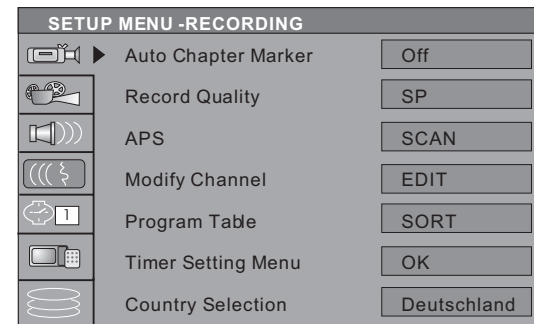 SETUP MENU -RECORDING
Auto Chapter Marker Off
Record Quality SP
APS SCAN
Modify Channel EDIT
1 Program Table SORT
Timer Setting Menu OK
Country Selection Deutschland